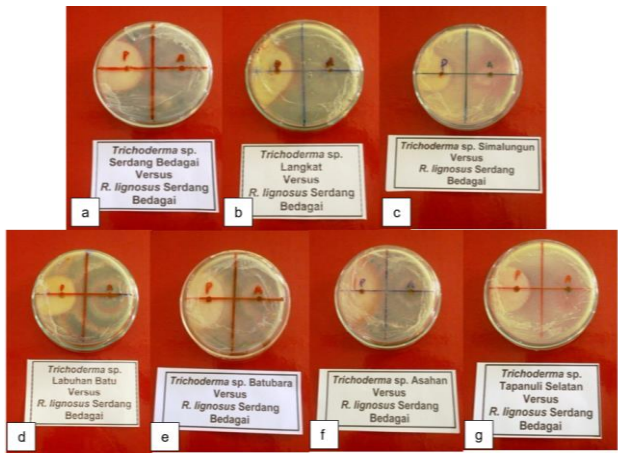 P A
Trichoderma sp.
Serdang Bedagai
Versus
R. lignosus Serdang
Bedagai
a
P A
Trichoderma sp.
Langkat
Versus
R. lignosus Serdang
Bedagai
b
P A
Trichoderma sp. Simalungun
Versus
R. lignosus Serdang
Bedagai
c
P A
Trichoderma sp.
Labuhan Batu
Versus
R. lignosus Serdang
Bedagai
d
P A
Trichoderma sp. Batubara
Versus
R. lignosus Serdang
Bedagai
e
P A
Trichoderma sp. Asahan
Versus
R. lignosus Serdang
Bedagai
f
P A
Trichoderma sp.
Tapanuli Selatan
Versus
R. lignosus Serdang
Bedagai
g